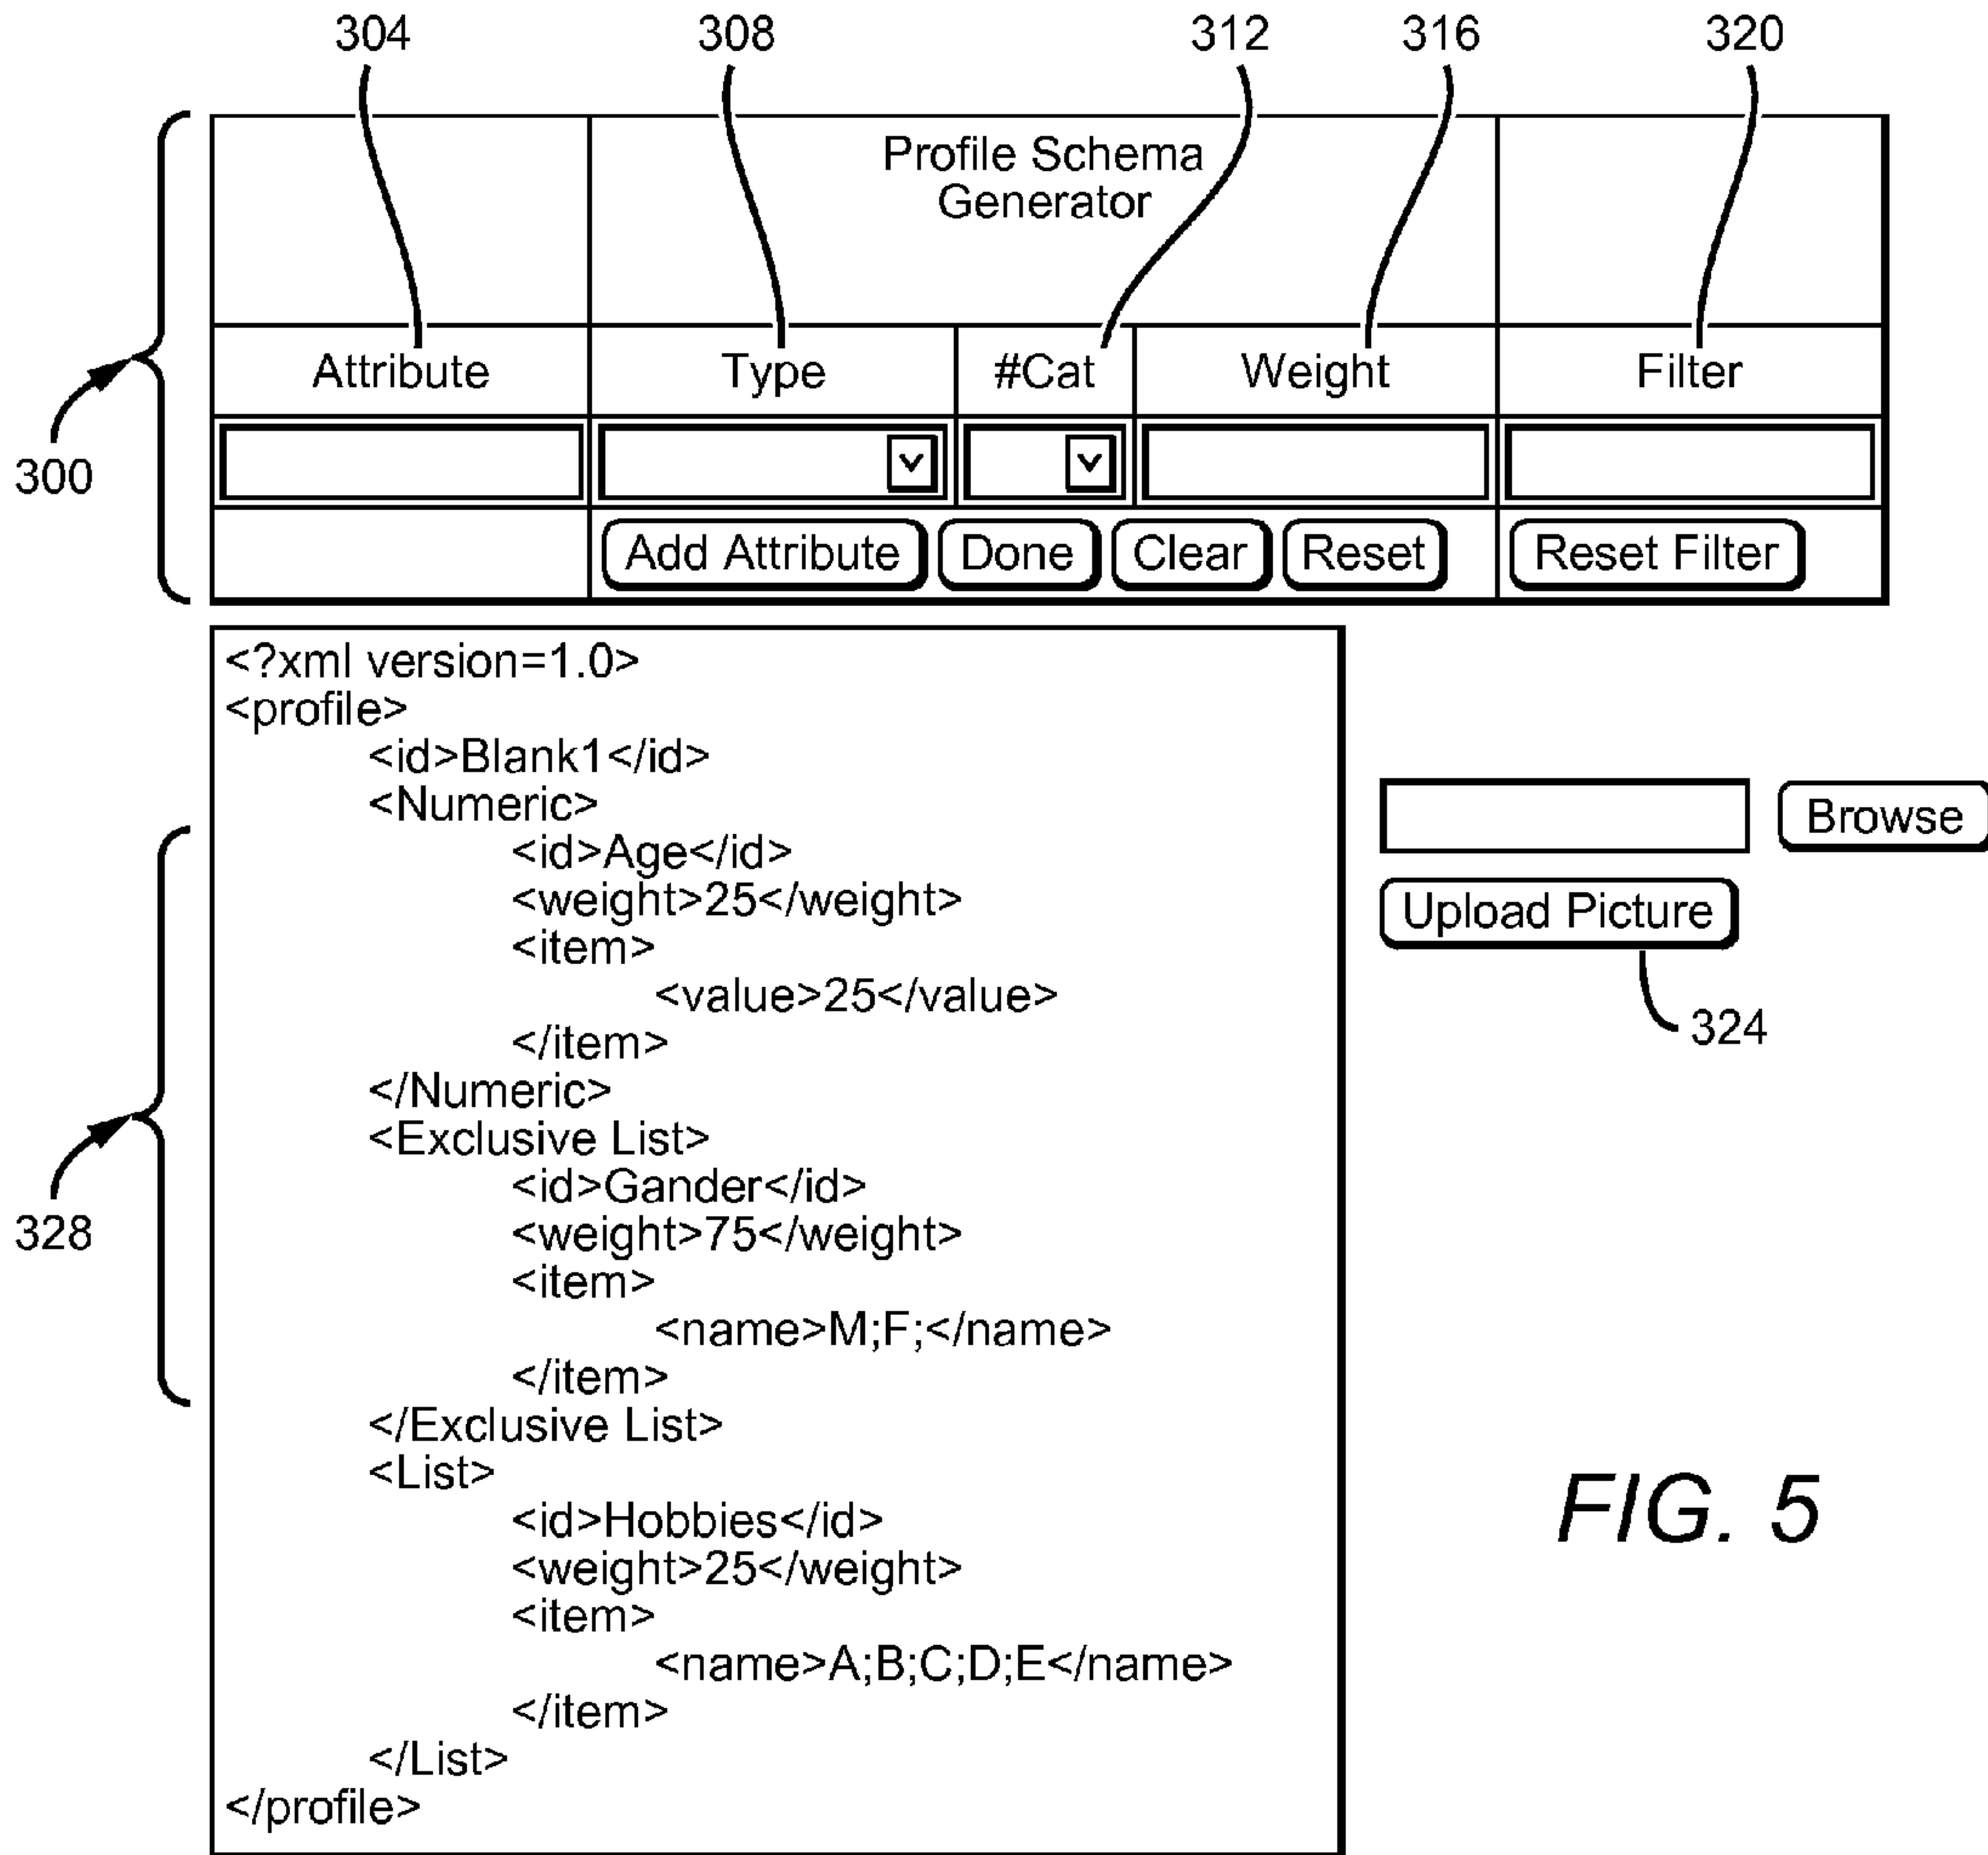 304 308 312 316 320
Profile Schema
Generator
Attribute Type #Cat Weight Filter
300
Add Attribute Done Clear Reset Reset Filter
<?xml version=1.0>
<profile>
<id>Blank1</id>
<Numeric>
<id>Age</id>
<weight>25</weight>
<item>
<value>25</value>
</item>
</Numeric>
<Exclusive List>
<id>Gander</id>
<weight>75</weight>
<item>
<name>M;F;</name>
</item>
</Exclusive List>
<List>
<id>Hobbies</id>
<weight>25</weight>
<item>
<name>A;B;C;D;E</name>
</item>
</List>
</profile>
328
Browse
Upload Picture
324
FIG. 5